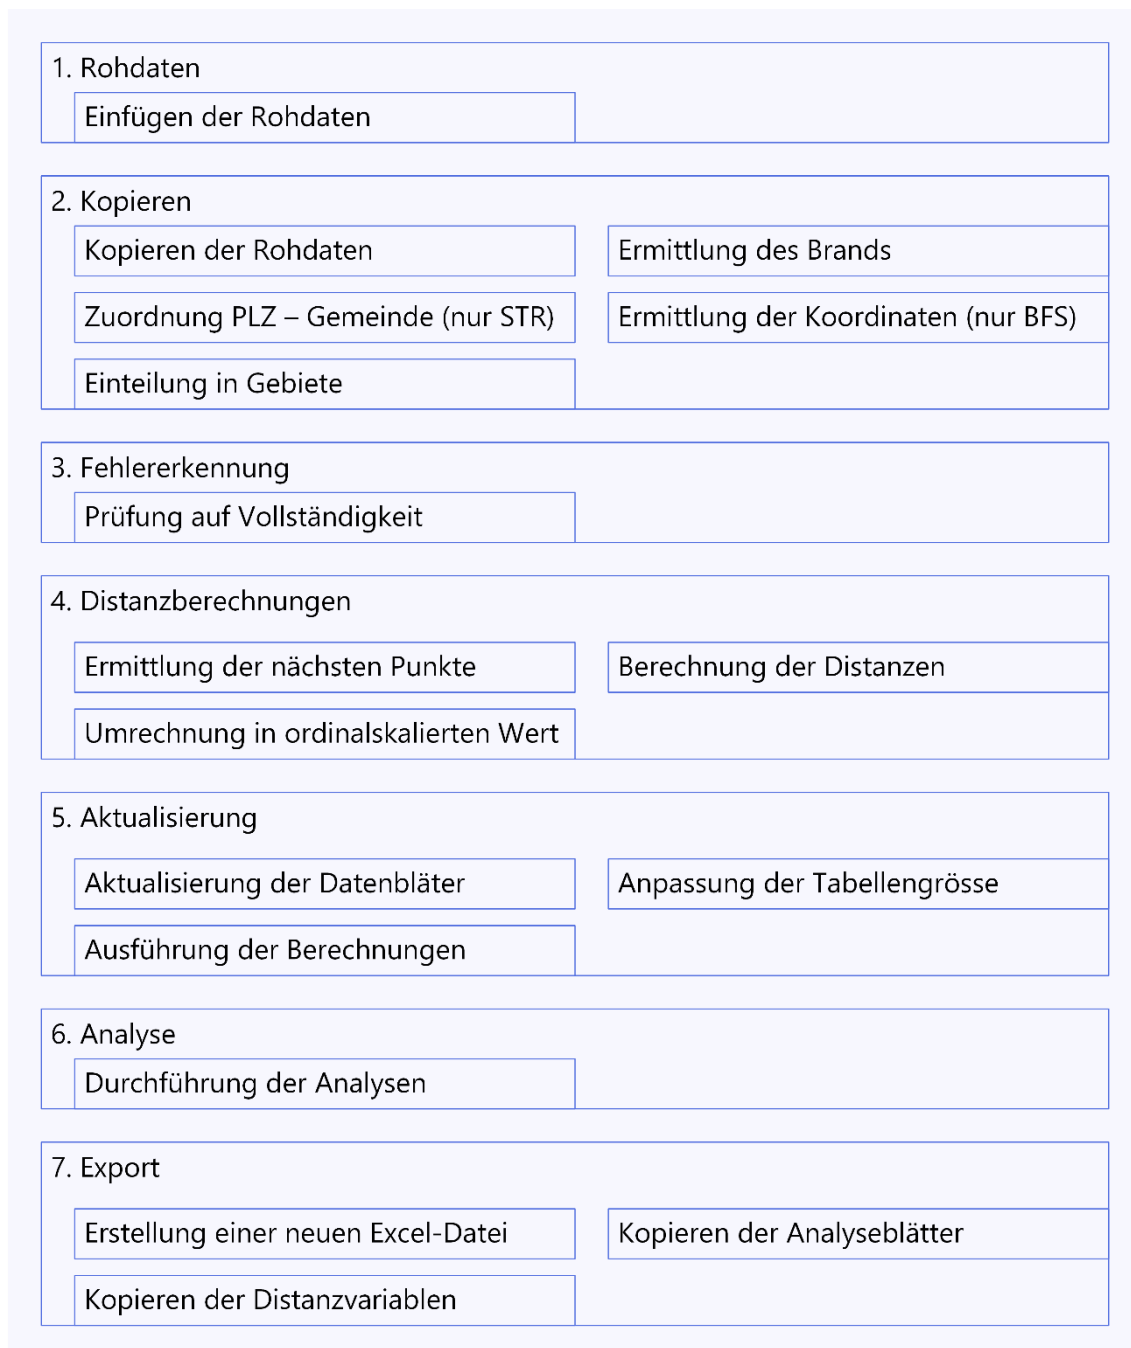 1. Rohdaten
Einfügen der Rohdaten
2. Kopieren
Kopieren der Rohdaten
Ermittlung des Brands
Zuordnung PLZ – Gemeinde (nur STR)
Ermittlung der Koordinaten (nur BFS)
Einteilung in Gebiete
3. Fehlererkennung
Prüfung auf Vollständigkeit
4. Distanzberechnungen
Ermittlung der nächsten Punkte
Berechnung der Distanzen
Umrechnung in ordinalskalierten Wert
5. Aktualisierung
Aktualisierung der Datenbläter
Anpassung der Tabellengrösse
Ausführung der Berechnungen
6. Analyse
Durchführung der Analysen
7. Export
Erstellung einer neuen Excel-Datei
Kopieren der Analyseblätter
Kopieren der Distanzvariablen